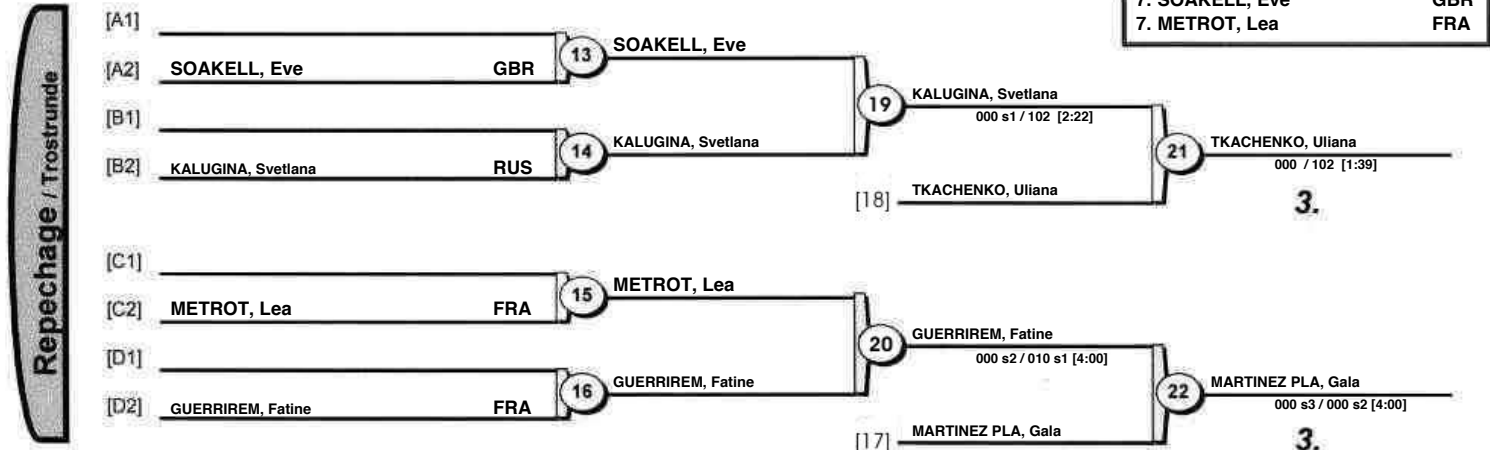 7. SOAKELL, Eve GBR
7. METROT, Lea FRA
Repechage / Trostrunde
[A1]
[A2] SOAKELL, Eve GBR
13
SOAKELL, Eve
[B1]
[B2] KALUGINA, Svetlana RUS
14
KALUGINA, Svetlana
19
KALUGINA, Svetlana
000 s1 / 102 [2:22]
[18] TKACHENKO, Uliana
21
TKACHENKO, Uliana
000 / 102 [1:39]
3.
[C1]
[C2] METROT, Lea FRA
15
METROT, Lea
[D1]
[D2] GUERRIREM, Fatine FRA
16
GUERRIREM, Fatine
20
GUERRIREM, Fatine
000 s2 / 010 s1 [4:00]
[17] MARTINEZ PLA, Gala
22
MARTINEZ PLA, Gala
000 s3 / 000 s2 [4:00]
3.